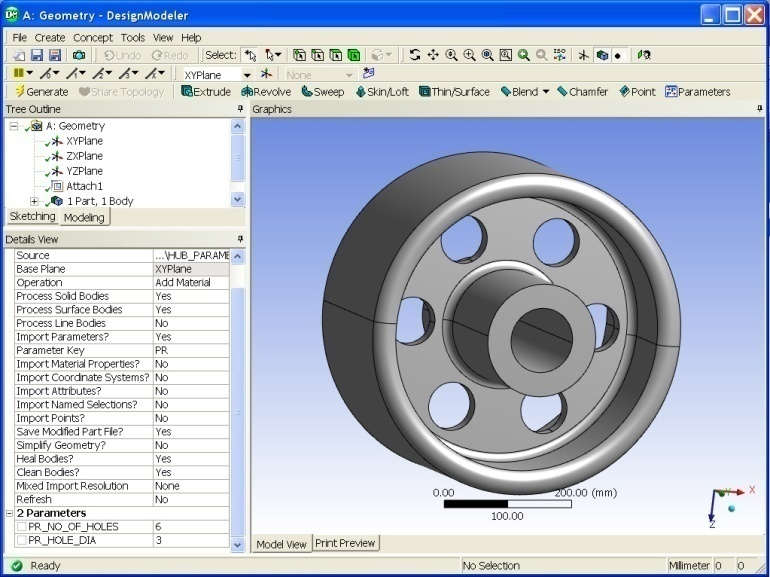 A: Geometry - DesignModeler
File Create Concept Tools View Help
Undo Redo Select:
XYPlane None
Generate Share Topology Extrude Revolve Sweep Skin/Loft Thin/Surface Blend Chamfer Point Parameters
Tree Outline
A: Geometry
XYPlane
ZXPlane
YZPlane
Attach1
1 Part, 1 Body
Sketching Modeling
Details View
Source ...\HUB_PARAME
Base Plane XYPlane
Operation Add Material
Process Solid Bodies Yes
Process Surface Bodies Yes
Process Line Bodies No
Import Parameters? Yes
Parameter Key PR
Import Material Properties? No
Import Coordinate Systems? No
Import Attributes? No
Import Named Selections? No
Import Points? No
Save Modified Part File? Yes
Simplify Geometry? No
Heal Bodies? Yes
Clean Bodies? Yes
Mixed Import Resolution None
Refresh No
2 Parameters
PR_NO_OF_HOLES 6
PR_HOLE_DIA 3
Graphics
0.00 200.00 (mm)
100.00
X
Y
Z
Model View Print Preview
Ready No Selection Millimeter 0 0